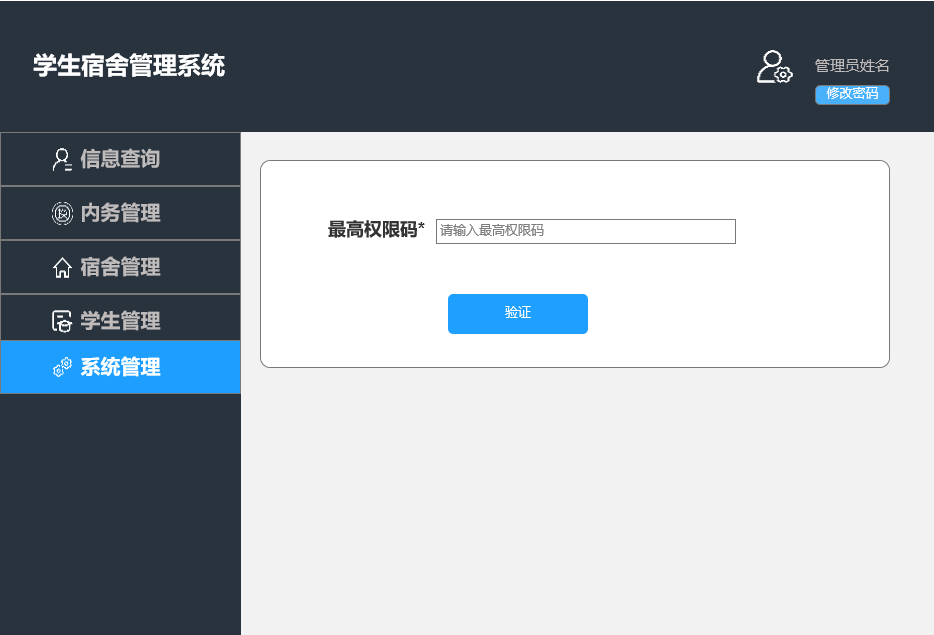 学生宿舍管理系统
管理员姓名
修改密码
信息查询
内务管理
宿舍管理
学生管理
系统管理
最高权限码*
请输入最高权限码
验证